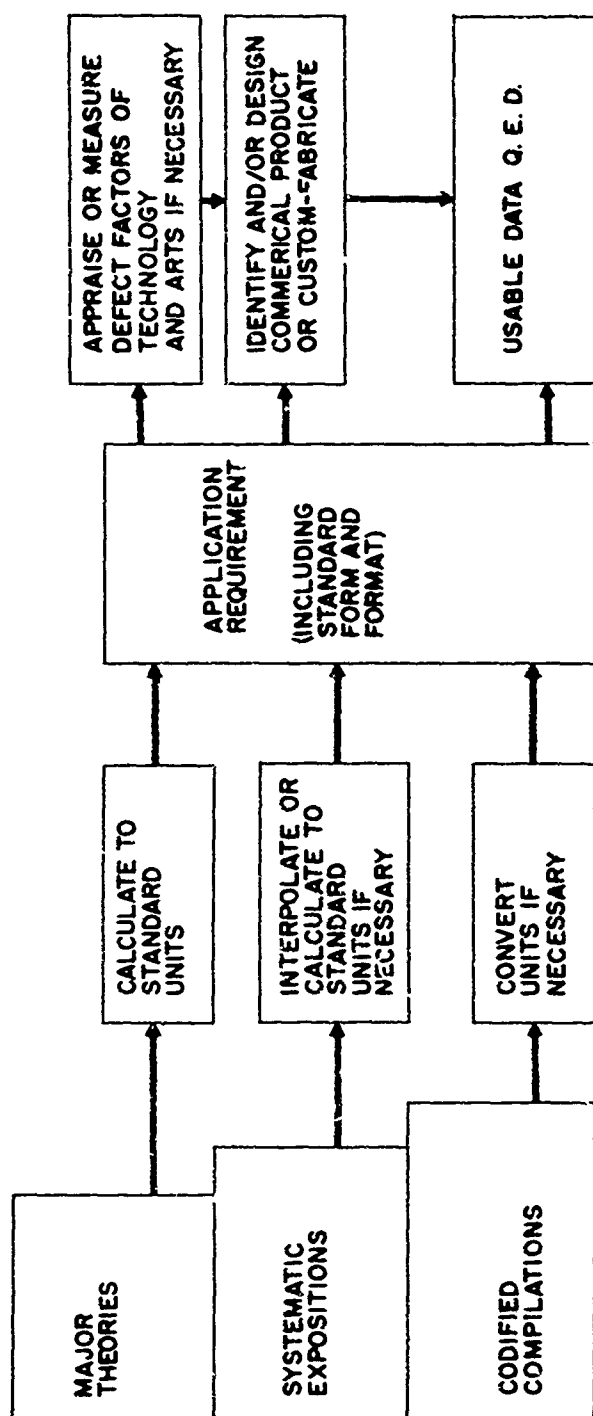 MAJOR
THEORIES
SYSTEMATIC
EXPOSITIONS
CODIFIED
COMPILATIONS
CALCULATE TO
STANDARD
UNITS
INTERPOLATE OR
CALCULATE TO
STANDARD
UNITS IF
NECESSARY
CONVERT
UNITS IF
NECESSARY
APPLICATION
REQUIREMENT
(INCLUDING
STANDARD
FORM AND
FORMAT)
APPRAISE OR MEASURE
DEFECT FACTORS OF
TECHNOLOGY
AND ARTS IF NECESSARY
IDENTIFY AND/OR DESIGN
COMMERICAL PRODUCT
OR CUSTOM-FABRICATE
USABLE DATA Q.E.D.